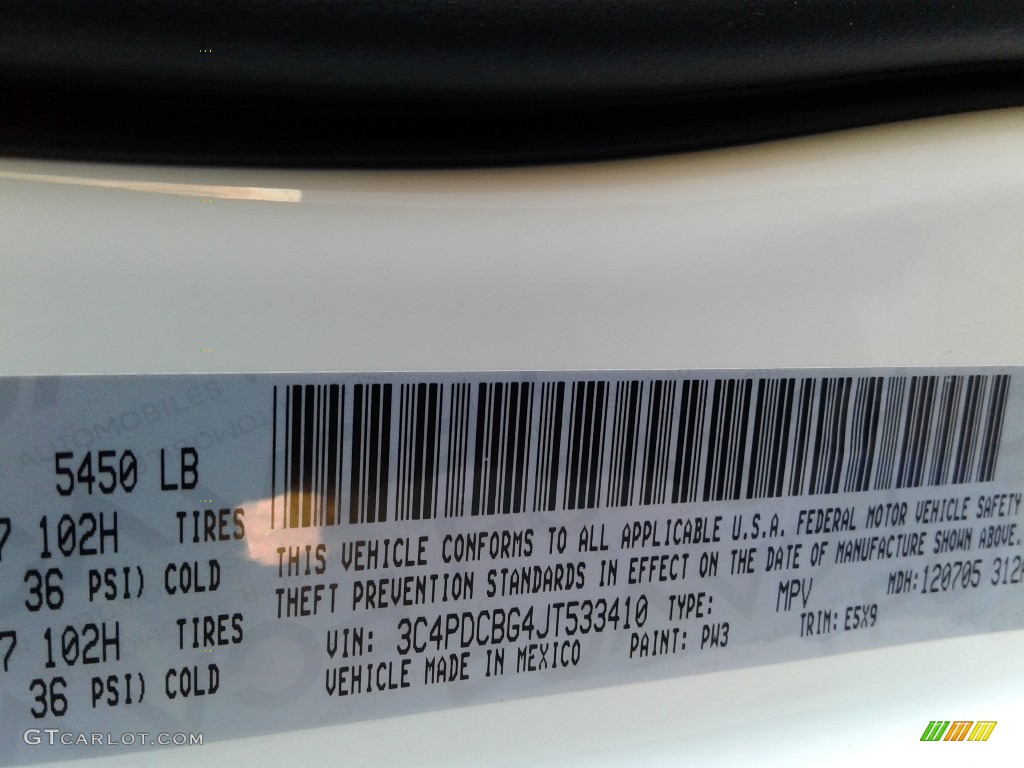 AUTOMOBILES
5450 LB
7 102H TIRES
36 PSI) COLD
7 102H TIRES
36 PSI) COLD
THIS VEHICLE CONFORMS TO ALL APPLICABLE U.S.A. FEDERAL MOTOR VEHICLE SAFETY
THEFT PREVENTION STANDARDS IN EFFECT ON THE DATE OF MANUFACTURE SHOWN ABOVE.
VIN: 3C4PDCBG4JT533410 TYPE: MPV MDH:120705 312
VEHICLE MADE IN MEXICO PAINT: PW3 TRIM: E5X9
GTCARLOT.COM